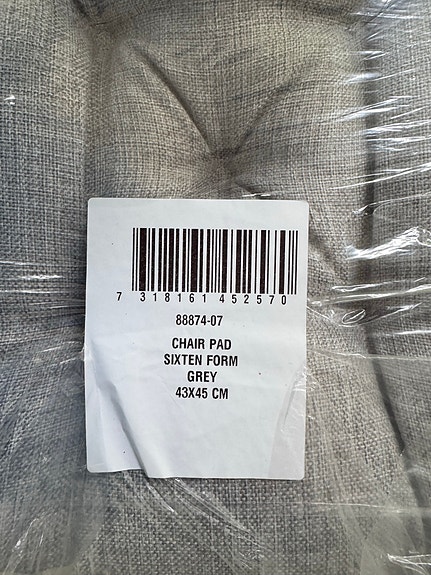 7 318161 452570
88874-07
CHAIR PAD
SIXTEN FORM
GREY
43X45 CM